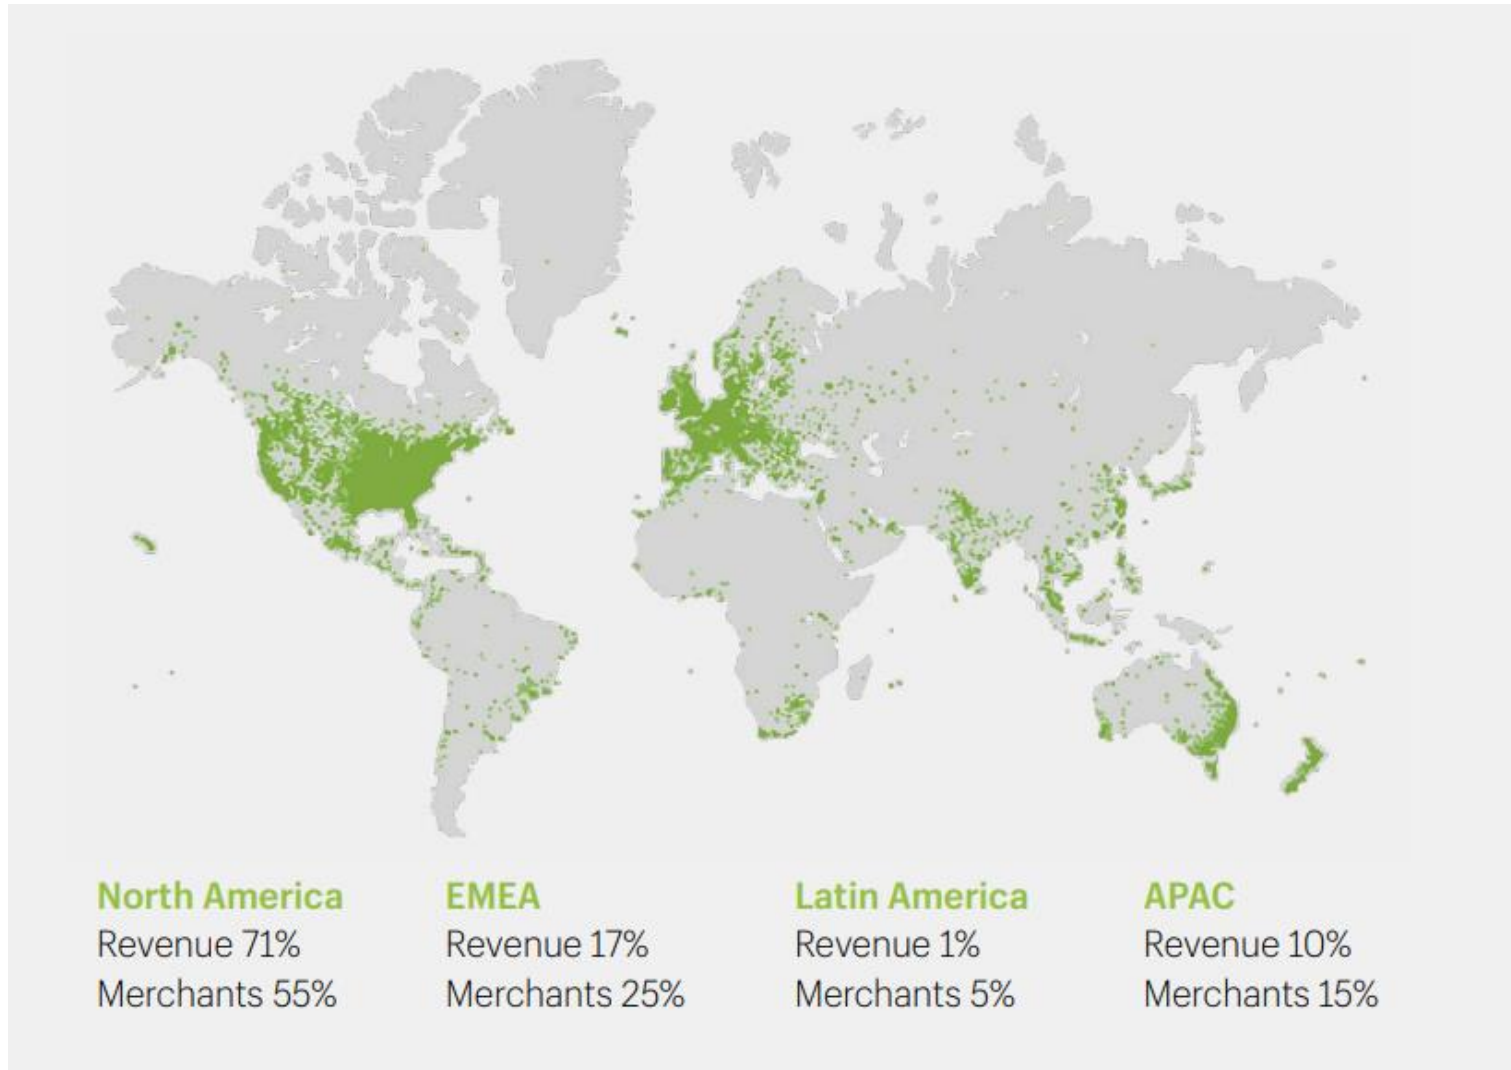 North America
Revenue 71%
Merchants 55%
EMEA
Revenue 17%
Merchants 25%
Latin America
Revenue 1%
Merchants 5%
APAC
Revenue 10%
Merchants 15%